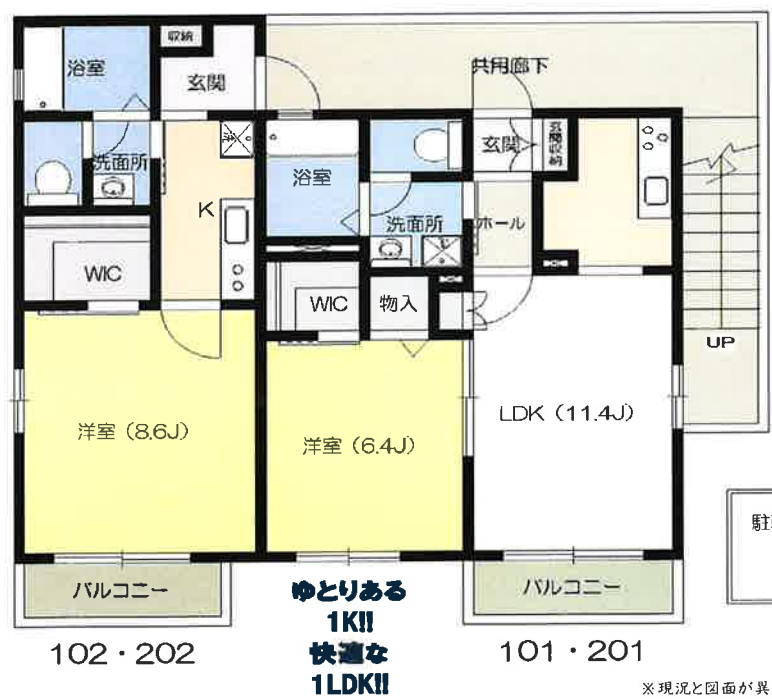 収納
浴室
玄関
共用廊下
洗面所
洗
K
浴室
玄関
玄関収納
洗面所
ホール
WIC
WIC
物入
UP
洋室（8.6J）
洋室（6.4J）
LDK（11.4J）
バルコニー
バルコニー
ゆとりある
1K!!
快適な
1LDK!!
102・202
101・201
※現況と図面が異